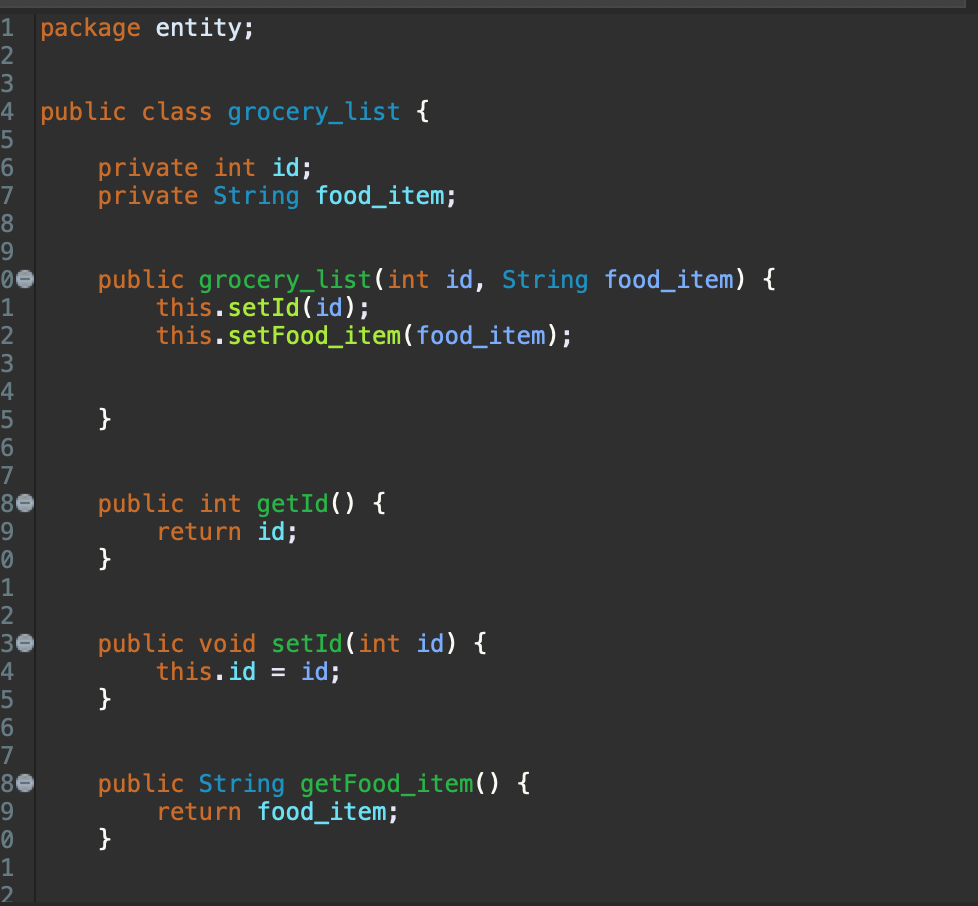 1 package entity;
2
3
4 public class grocery_list {
5
6 private int id;
7 private String food_item;
8
9
0 public grocery_list(int id, String food_item) {
1 this.setId(id);
2 this.setFood_item(food_item);
3
4
5 }
6
7
8 public int getId() {
9 return id;
0 }
1
2
3 public void setId(int id) {
4 this.id = id;
5 }
6
7
8 public String getFood_item() {
9 return food_item;
0 }
1
2